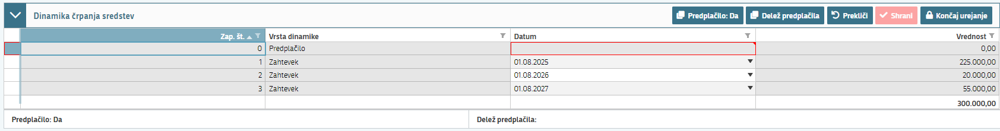 Dinamika črpanja sredstev Predplačilo: Da Delež predplačila Prekliči Shrani Končaj urejanje
Zap. št. Vrsta dinamike Datum Vrednost
0 Predplačilo 0,00
1 Zahtevek 01.08.2025 225.000,00
2 Zahtevek 01.08.2026 20.000,00
3 Zahtevek 01.08.2027 55.000,00
300.000,00
Predplačilo: Da Delež predplačila: